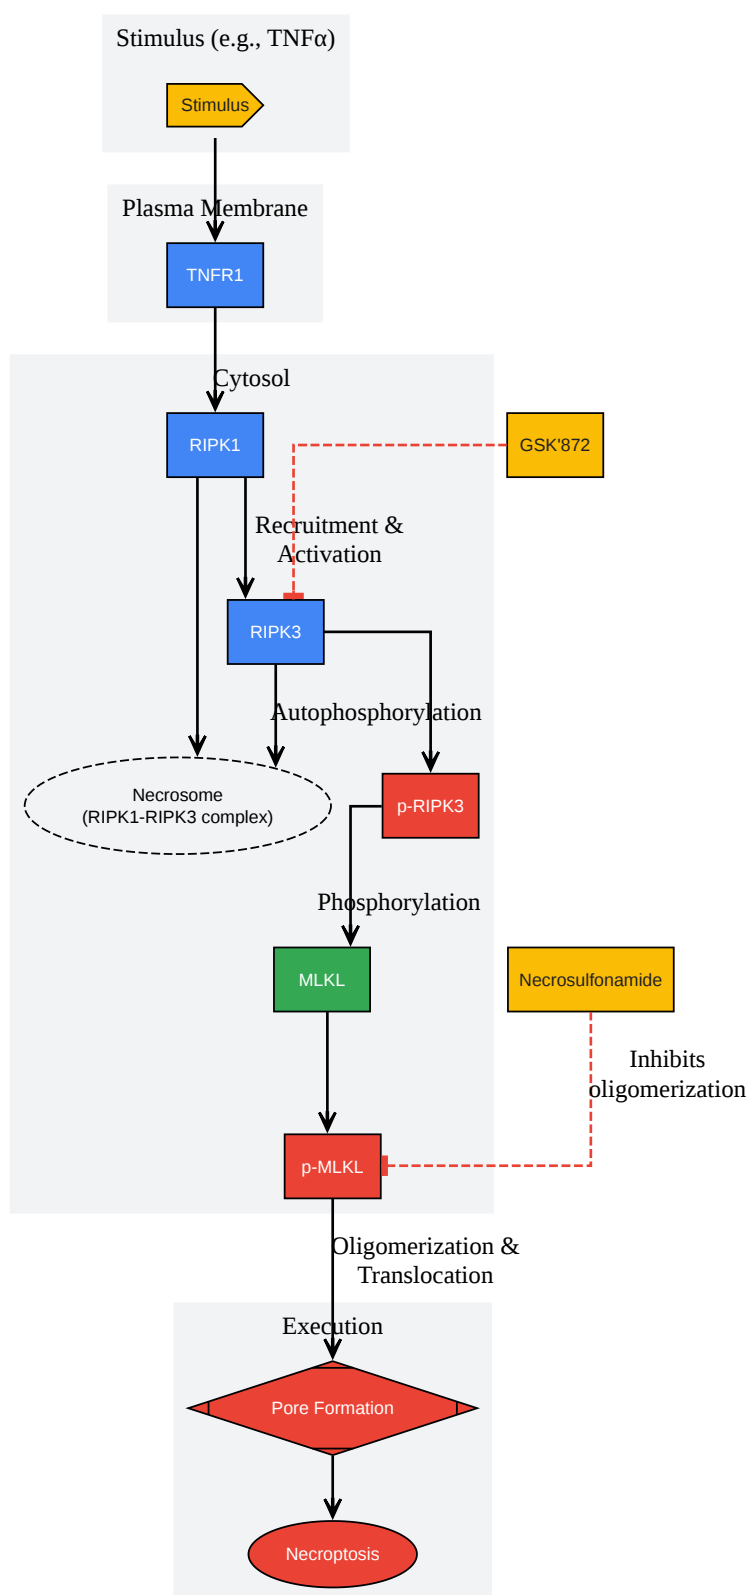 Stimulus (e.g., TNFα)
Stimulus
Plasma Membrane
TNFR1
Cytosol
RIPK1
GSK'872
Recruitment &
Activation
RIPK3
Autophosphorylation
Necrosome
(RIPK1-RIPK3 complex)
p-RIPK3
Phosphorylation
MLKL
Necrosulfonamide
Inhibits
oligomerization
p-MLKL
Oligomerization &
Translocation
Execution
Pore Formation
Necroptosis